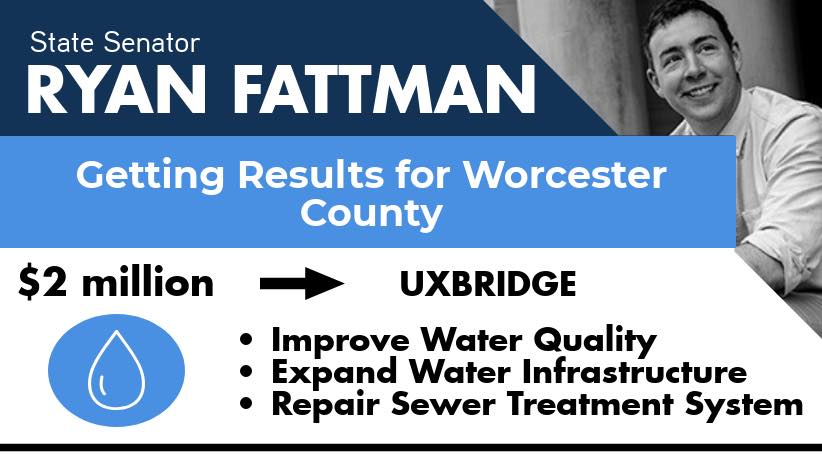 State Senator
RYAN FATTMAN
Getting Results for Worcester
County
$2 million
UXBRIDGE
• Improve Water Quality
• Expand Water Infrastructure
• Repair Sewer Treatment System